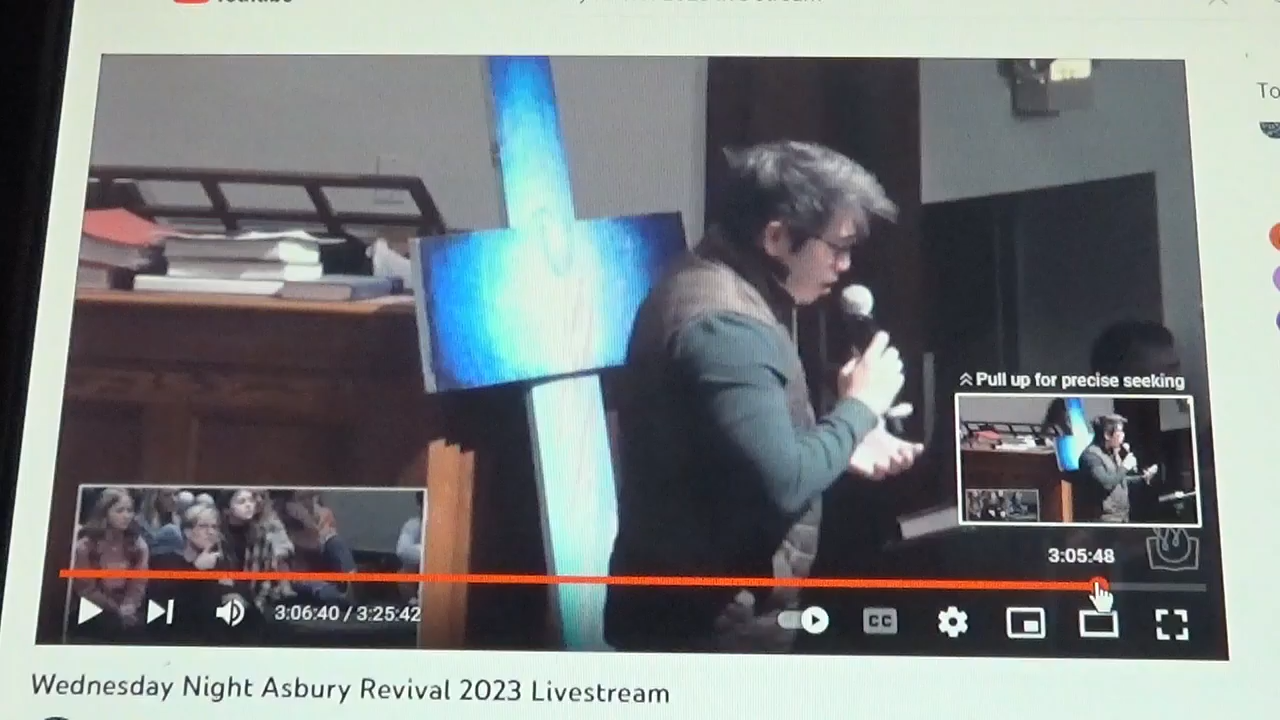 To
Pull up for precise seeking
3:05:48
3:06:40 / 3:25:42
CC
Wednesday Night Asbury Revival 2023 Livestream